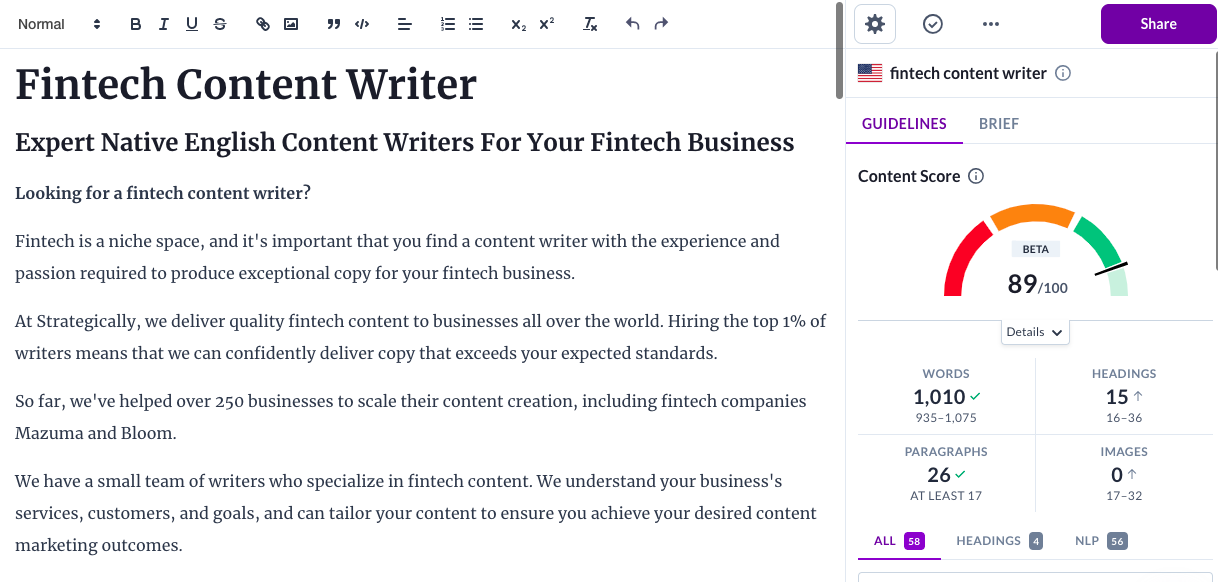 Normal
B I U S
X₂ X²
Share
Fintech Content Writer
Expert Native English Content Writers For Your Fintech Business
Looking for a fintech content writer?
Fintech is a niche space, and it's important that you find a content writer with the experience and
passion required to produce exceptional copy for your fintech business.
At Strategically, we deliver quality fintech content to businesses all over the world. Hiring the top 1% of
writers means that we can confidently deliver copy that exceeds your expected standards.
So far, we've helped over 250 businesses to scale their content creation, including fintech companies
Mazuma and Bloom.
We have a small team of writers who specialize in fintech content. We understand your business's
services, customers, and goals, and can tailor your content to ensure you achieve your desired content
marketing outcomes.
fintech content writer
GUIDELINES BRIEF
Content Score
BETA
89/100
Details
WORDS HEADINGS
1,010 15
935–1,075 16–36
PARAGRAPHS IMAGES
26 0
AT LEAST 17 17–32
ALL 58 HEADINGS 4 NLP 56